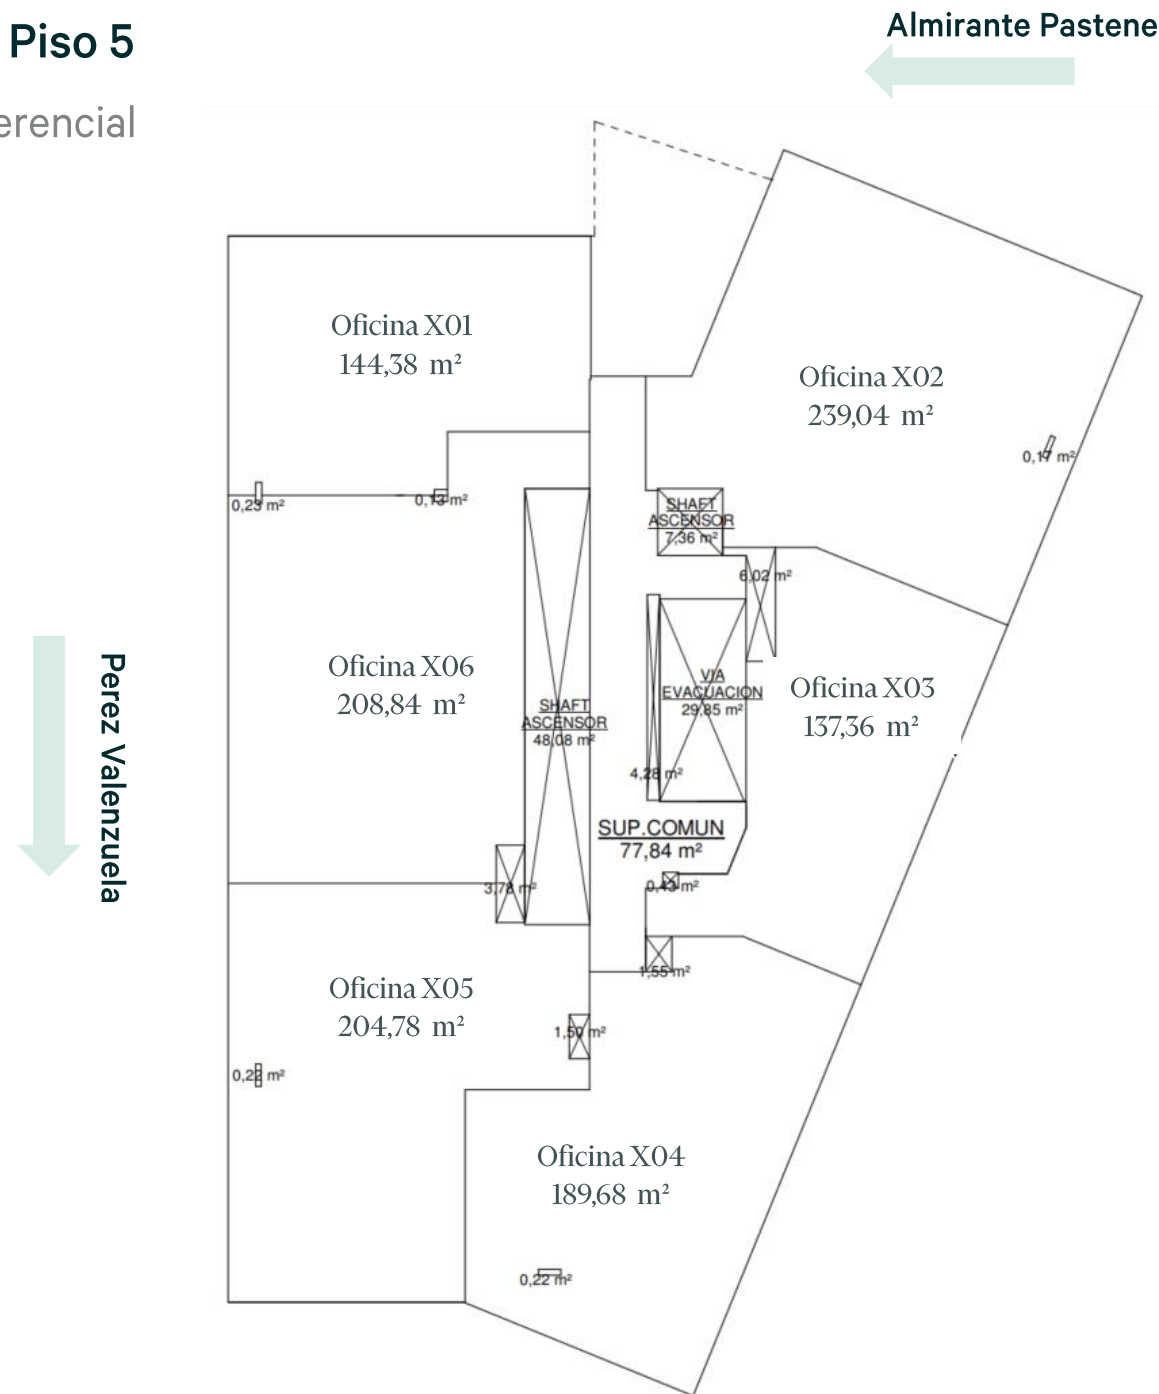 Piso 5
Almirante Pastene
erencial
Oficina X01
144,38 m²
Oficina X02
239,04 m²
0,17 m²
0,23 m²
0,13 m²
SHAFT
ASCENSOR
7,36 m²
6,02 m²
Oficina X06
208,84 m²
SHAFT
ASCENSOR
48,08 m²
VIA
EVACUACION
29,85 m²
Oficina X03
137,36 m²
4,28 m²
SUP.COMUN
77,84 m²
Perez Valenzuela
3,78 m²
0,43 m²
1,55 m²
Oficina X05
204,78 m²
1,50 m²
0,22 m²
Oficina X04
189,68 m²
0,22 m²